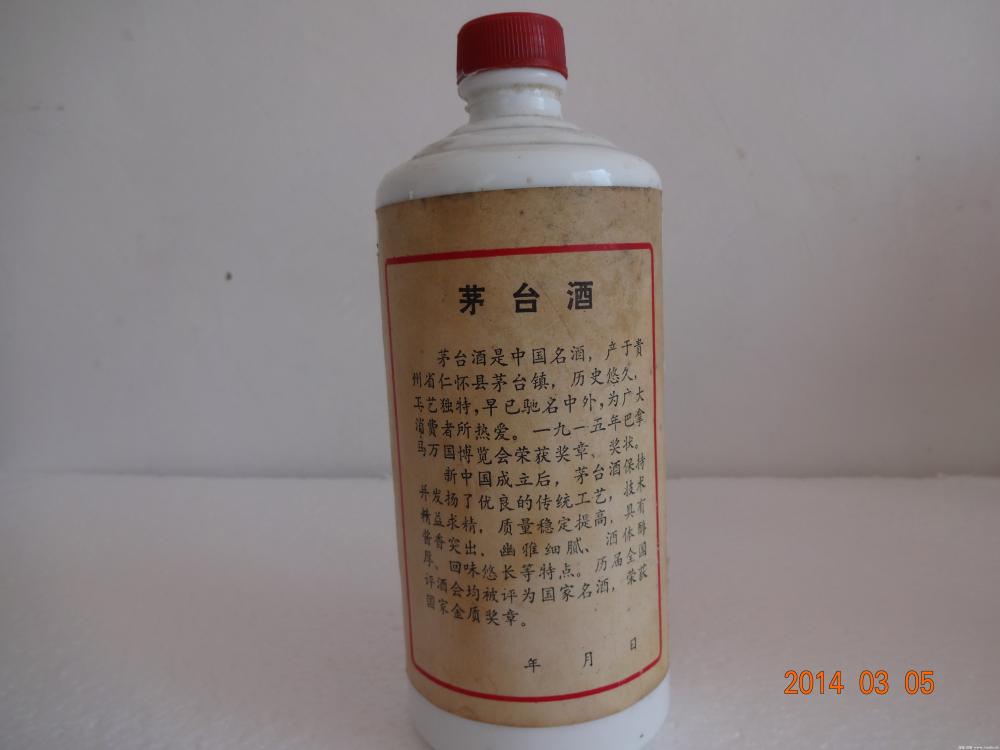 茅台酒
茅台酒是中国名酒，产于贵
州省仁怀县茅台镇，历史悠久，
工艺独特，早已驰名中外，为广大
消费者所热爱。一九一五年巴拿
马万国博览会荣获奖章、奖状。
新中国成立后，茅台酒保持
并发扬了优良的传统工艺，技术
精益求精，质量稳定提高，具有
酱香突出、幽雅细腻、酒体醇
厚、回味悠长等特点。历届全国
评酒会均被评为国家名酒，荣获
国家金质奖章。
年 月 日
2014 03 05